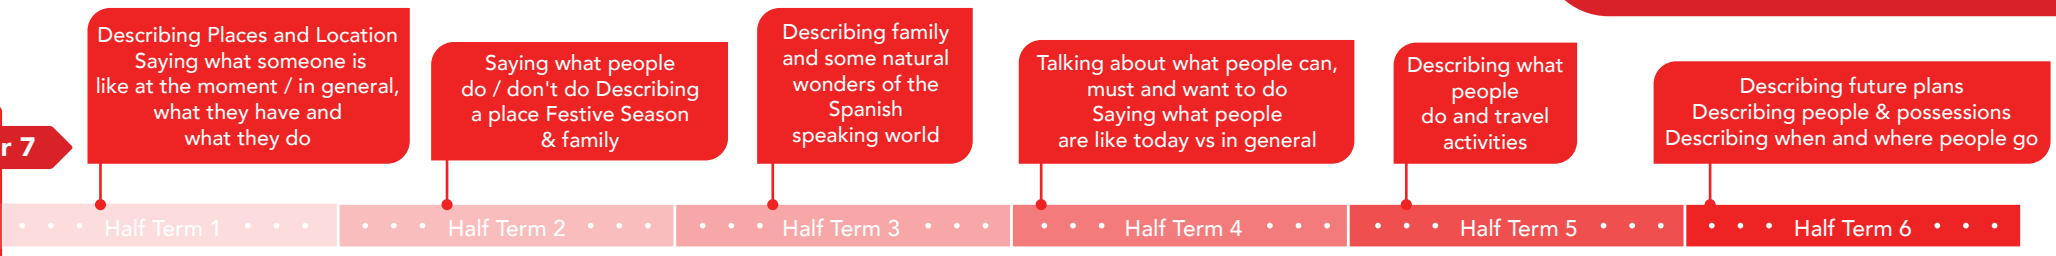 r 7
Describing Places and Location
Saying what someone is
like at the moment / in general,
what they have and
what they do
Saying what people
do / don't do Describing
a place Festive Season
& family
Describing family
and some natural
wonders of the
Spanish
speaking world
Talking about what people can,
must and want to do
Saying what people
are like today vs in general
Describing what
people
do and travel
activities
Describing future plans
Describing people & possessions
Describing when and where people go
Half Term 1
Half Term 2
Half Term 3
Half Term 4
Half Term 5
Half Term 6